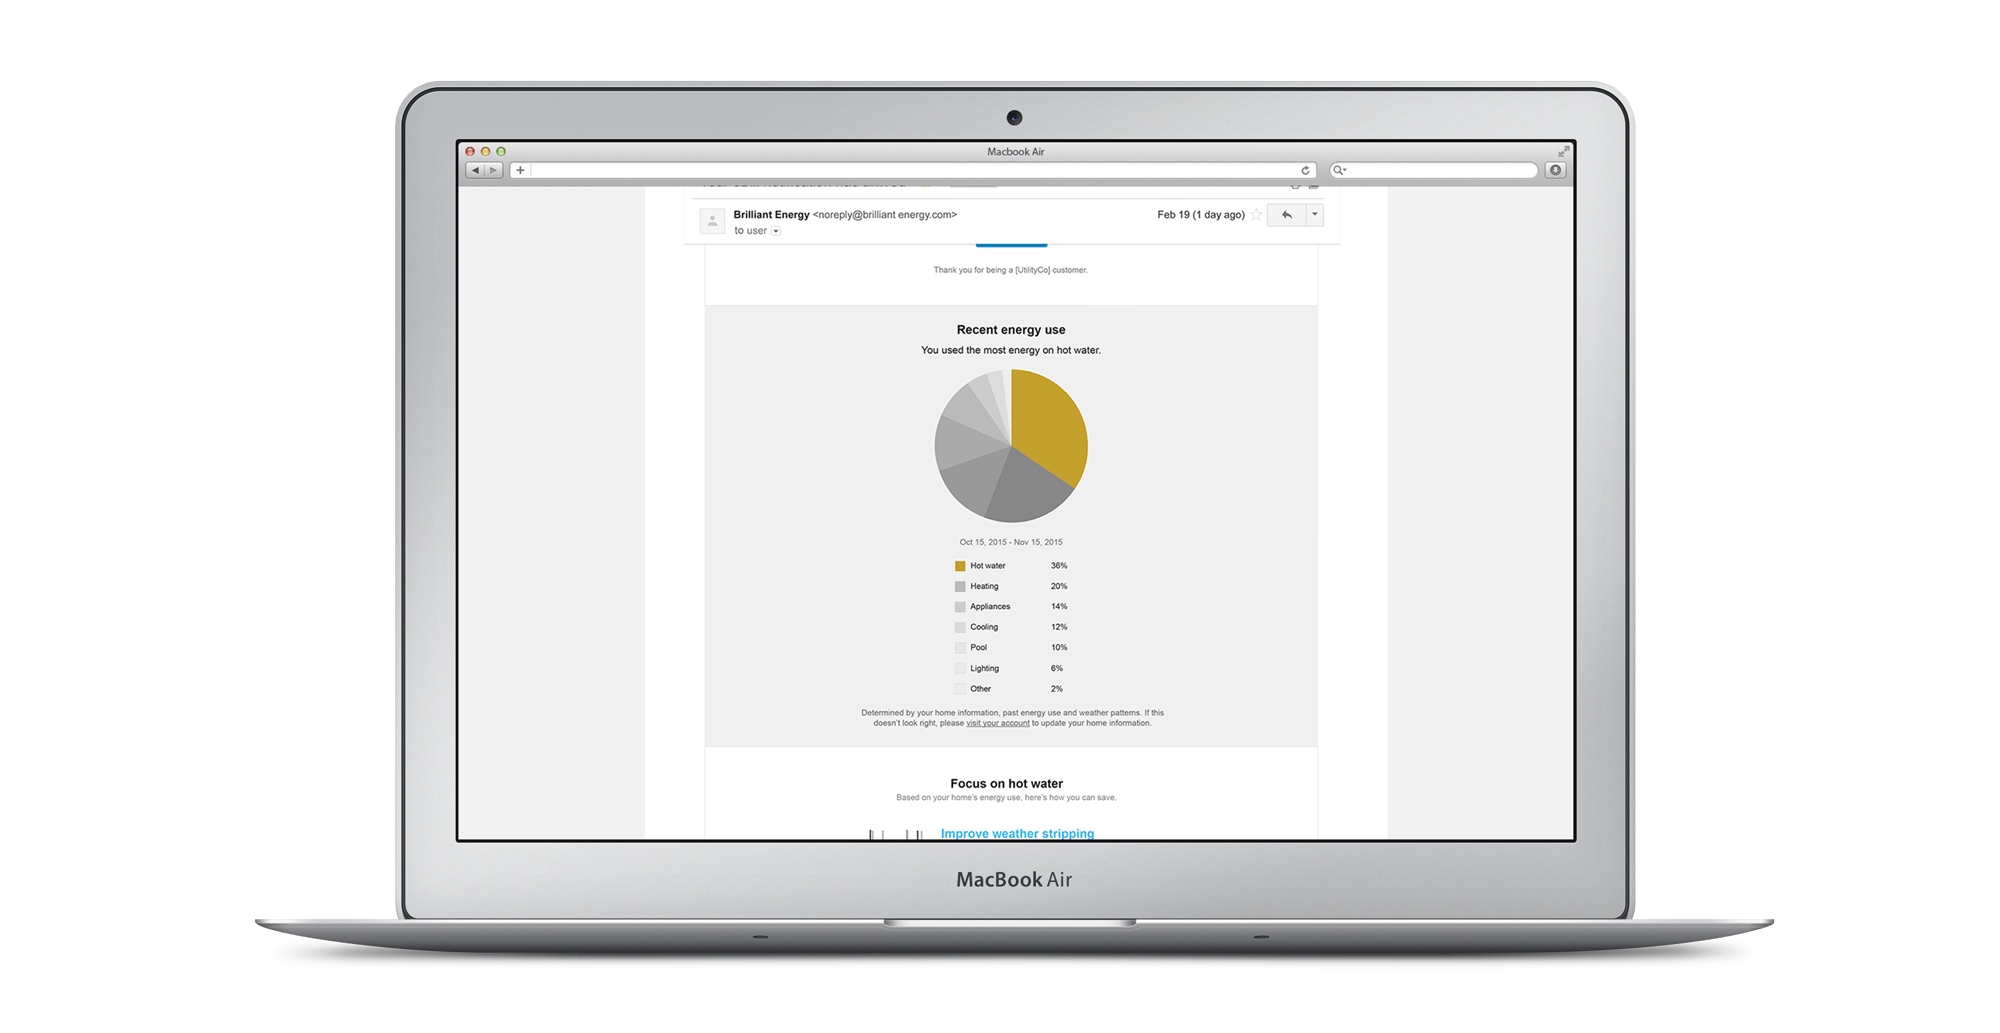 Macbook Air
Brilliant Energy <noreply@brilliant energy.com>
Feb 19 (1 day ago)
to user
Thank you for being a [UtilityCo] customer.
Recent energy use
You used the most energy on hot water.
Oct 15, 2015 - Nov 15, 2015
Hot water 36%
Heating 20%
Appliances 14%
Cooling 12%
Pool 10%
Lighting 6%
Other 2%
Determined by your home information, past energy use and weather patterns. If this
doesn't look right, please visit your account to update your home information.
Focus on hot water
Based on your home's energy use, here's how you can save.
Improve weather stripping
MacBook Air